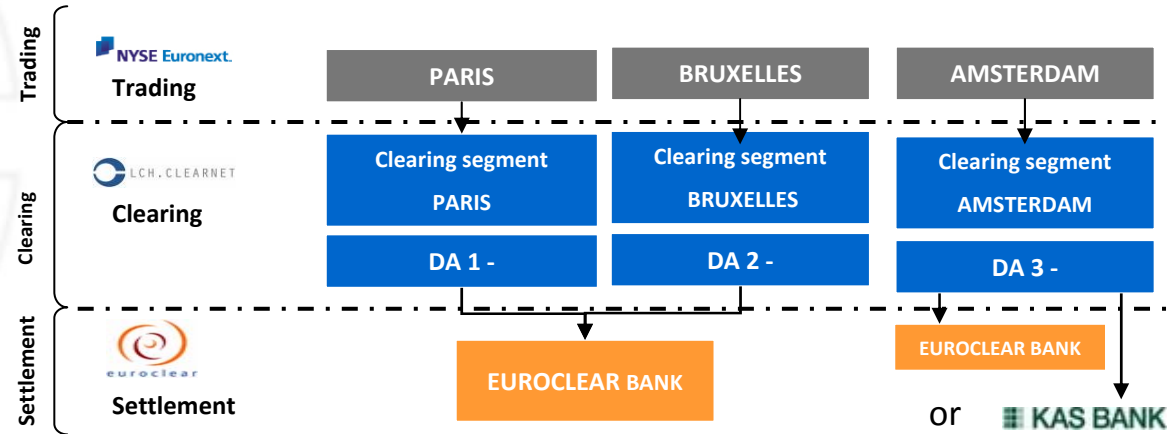 Trading
NYSE Euronext.
Trading
PARIS
BRUXELLES
AMSTERDAM
Clearing
LCH.CLEARNET
Clearing
Clearing segment
PARIS
Clearing segment
BRUXELLES
Clearing segment
AMSTERDAM
DA 1 -
DA 2 -
DA 3 -
Settlement
euroclear
Settlement
EUROCLEAR BANK
EUROCLEAR BANK
or
KAS BANK